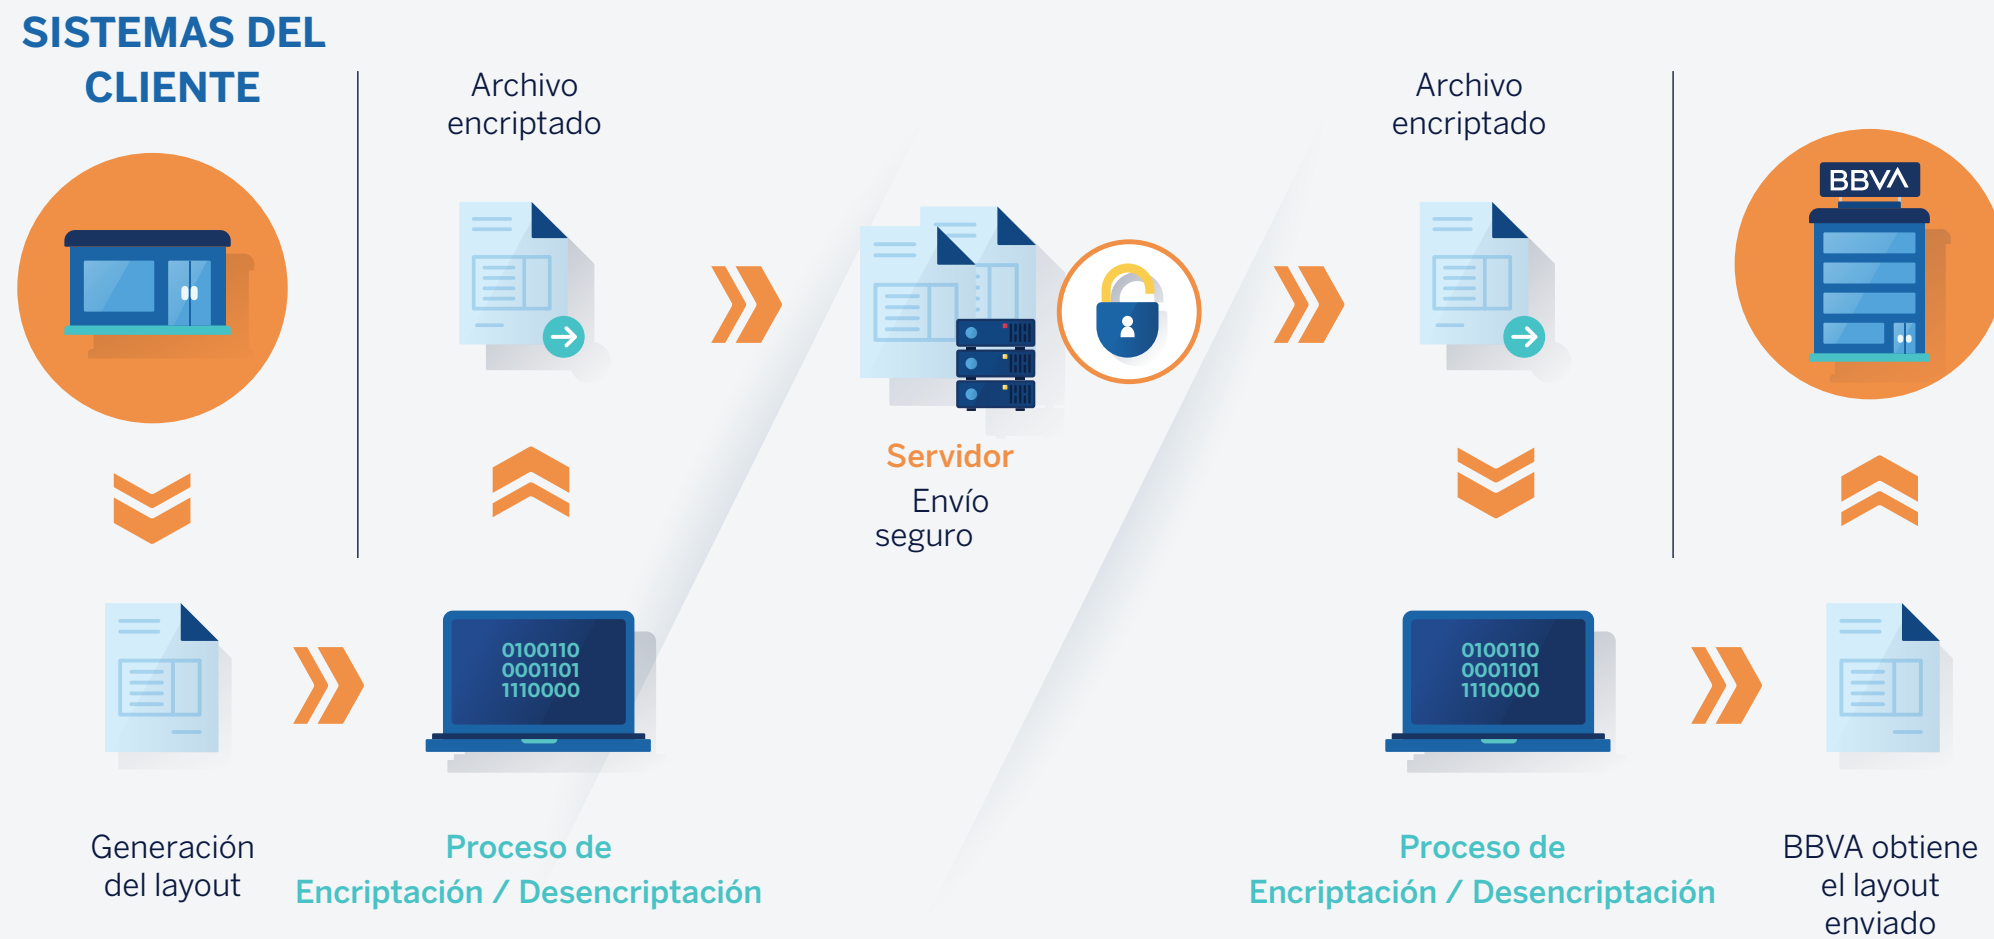 SISTEMAS DEL
CLIENTE
Archivo
encriptado
Archivo
encriptado
BBVA
Servidor
Envío
seguro
0100110
0001101
1110000
0100110
0001101
1110000
Generación
del layout
Proceso de
Encriptación / Desencriptación
Proceso de
Encriptación / Desencriptación
BBVA obtiene
el layout
enviado